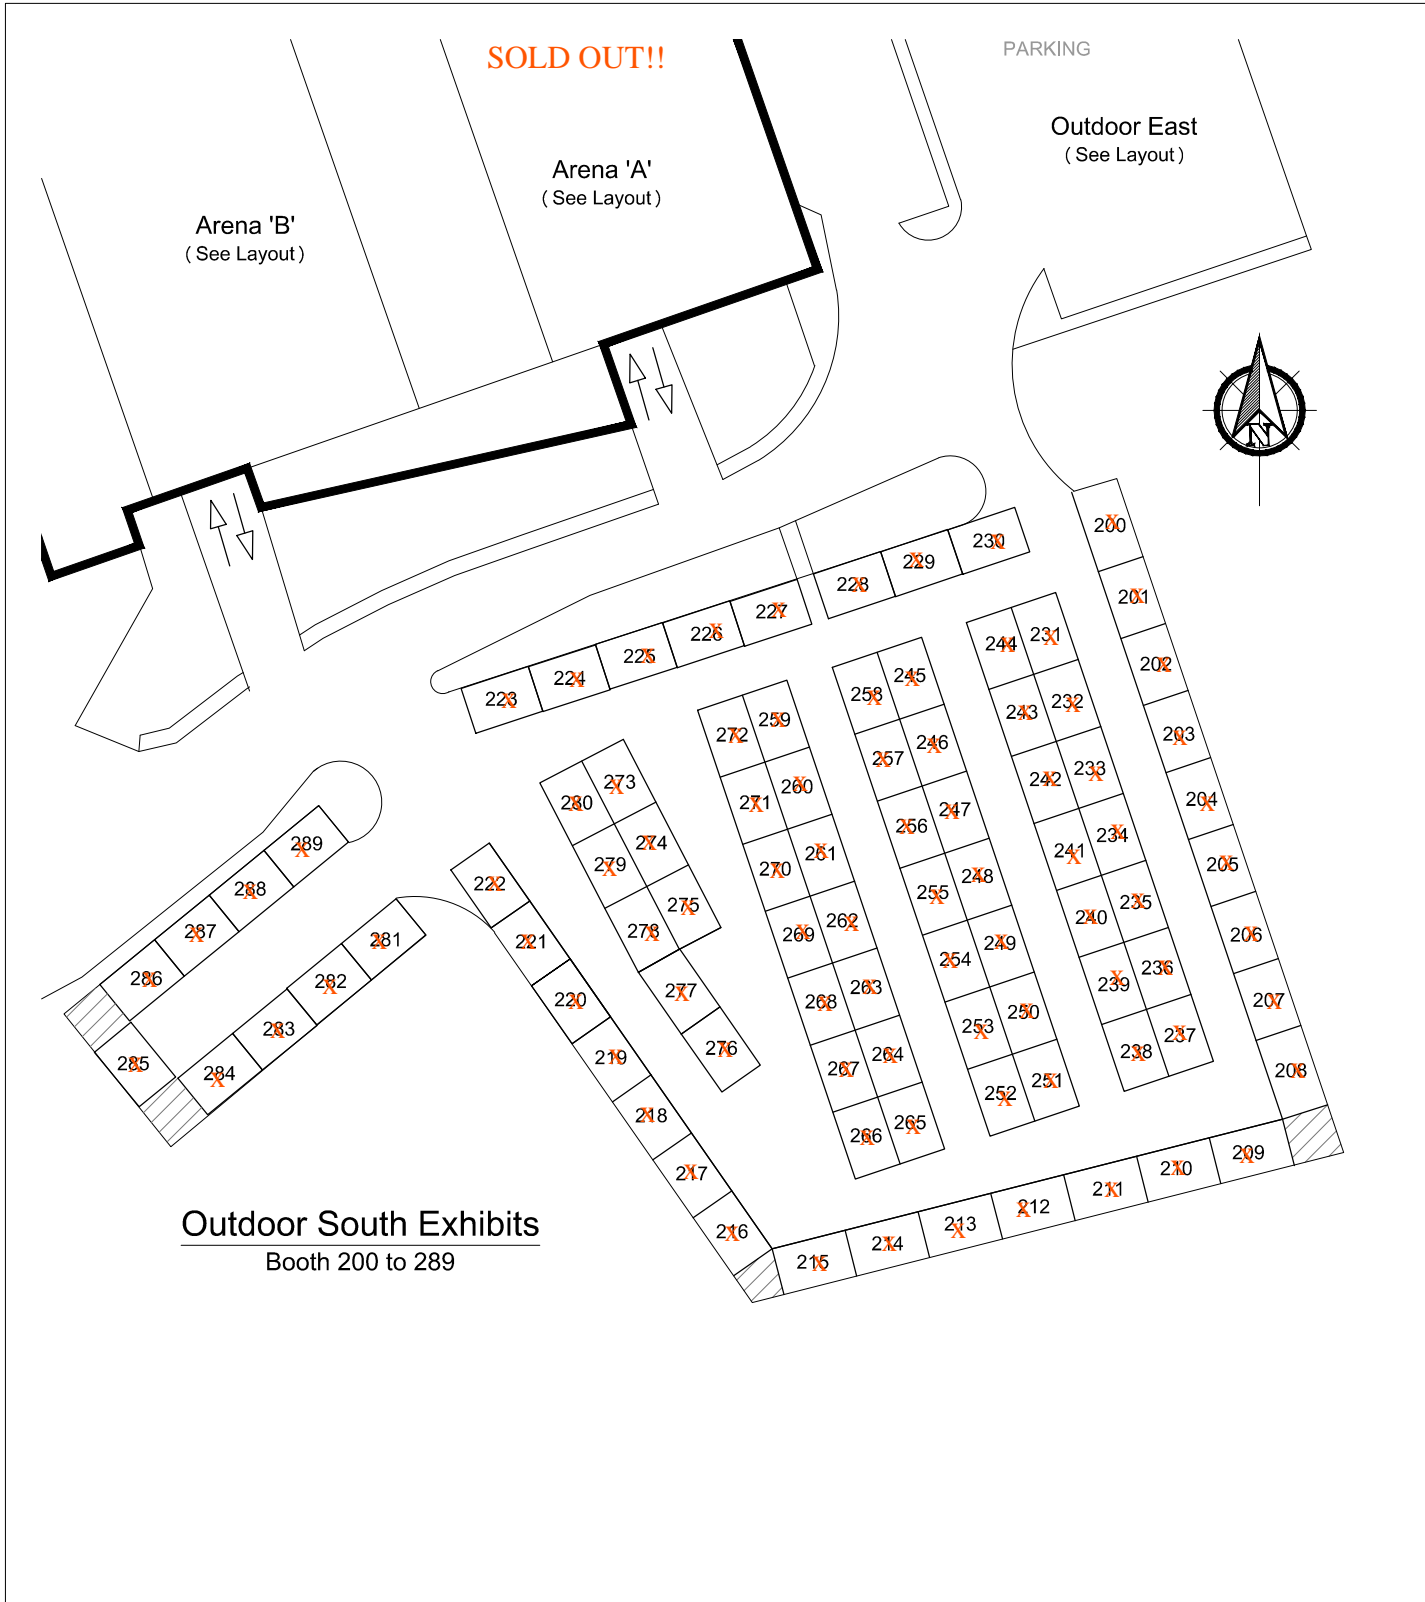 SOLD OUT!!
PARKING
Outdoor East
( See Layout )
Arena 'A'
( See Layout )
Arena 'B'
( See Layout )
N
200 X
201 X
202 X
203 X
204 X
205 X
206 X
207 X
208 X
209 X
210 X
211 X
212 X
213 X
214 X
215 X
216 X
217 X
218 X
219 X
220 X
221 X
222 X
223 X
224 X
225 X
226 X
227 X
228 X
229 X
230 X
244 X 231 X
243 X 232 X
242 X 233 X
241 X 234 X
240 X 235 X
239 X 236 X
238 X 237 X
258 X 245 X
257 X 246 X
256 X 247 X
255 X 248 X
254 X 249 X
253 X 250 X
252 X 251 X
272 X 259 X
271 X 260 X
270 X 261 X
269 X 262 X
268 X 263 X
267 X 264 X
266 X 265 X
280 X 273 X
279 X 274 X
278 X 275 X
277 X
276 X
281 X
282 X
283 X
284 X
285 X
286 X
287 X
288 X
289 X
Outdoor South Exhibits
Booth 200 to 289